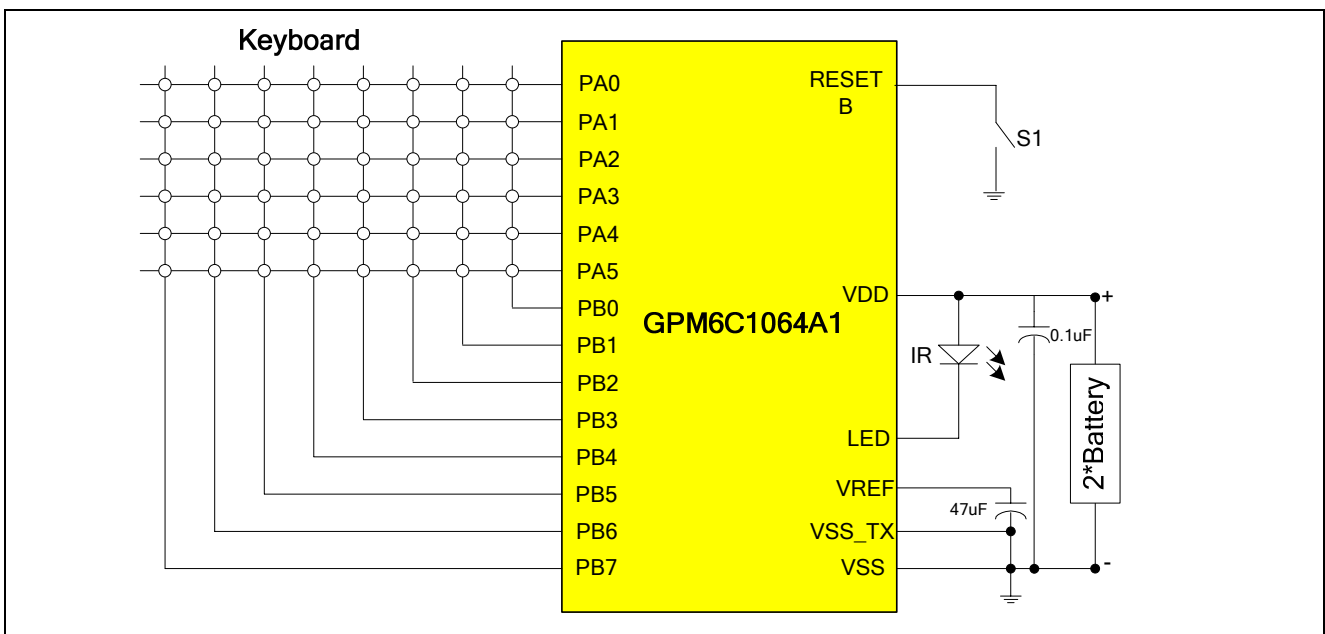 Keyboard
PA0
PA1
PA2
PA3
PA4
PA5
PB0
PB1
PB2
PB3
PB4
PB5
PB6
PB7
GPM6C1064A1
RESET
B
VDD
LED
VREF
VSS_TX
VSS
S1
IR
0.1uF
47uF
+
2*Battery
-